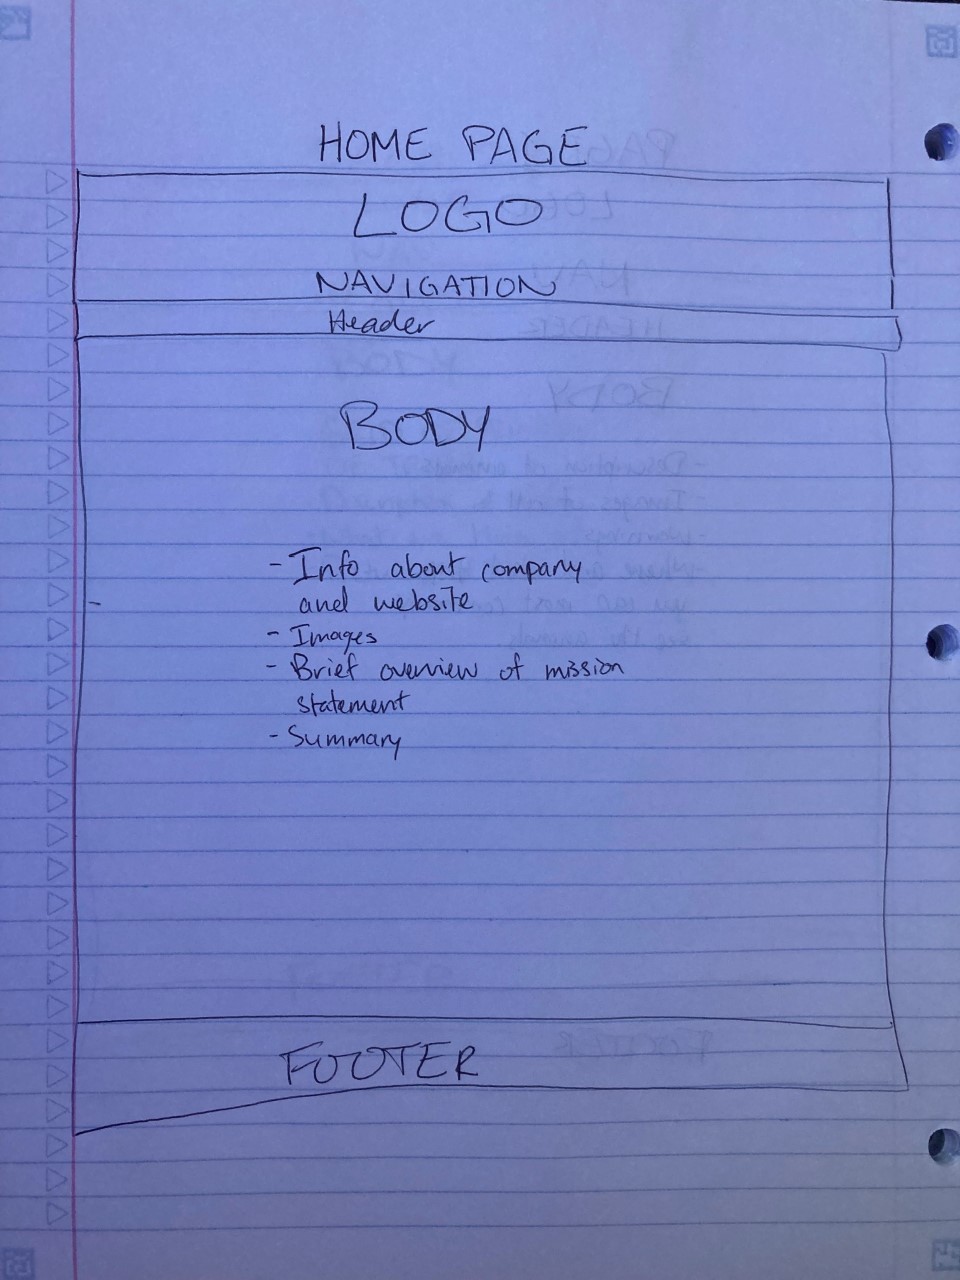 HOME PAGE
LOGO
NAVIGATION
Header
BODY
- Info about company
and website
- Images
- Brief overview of mission
statement
- Summary
FOOTER